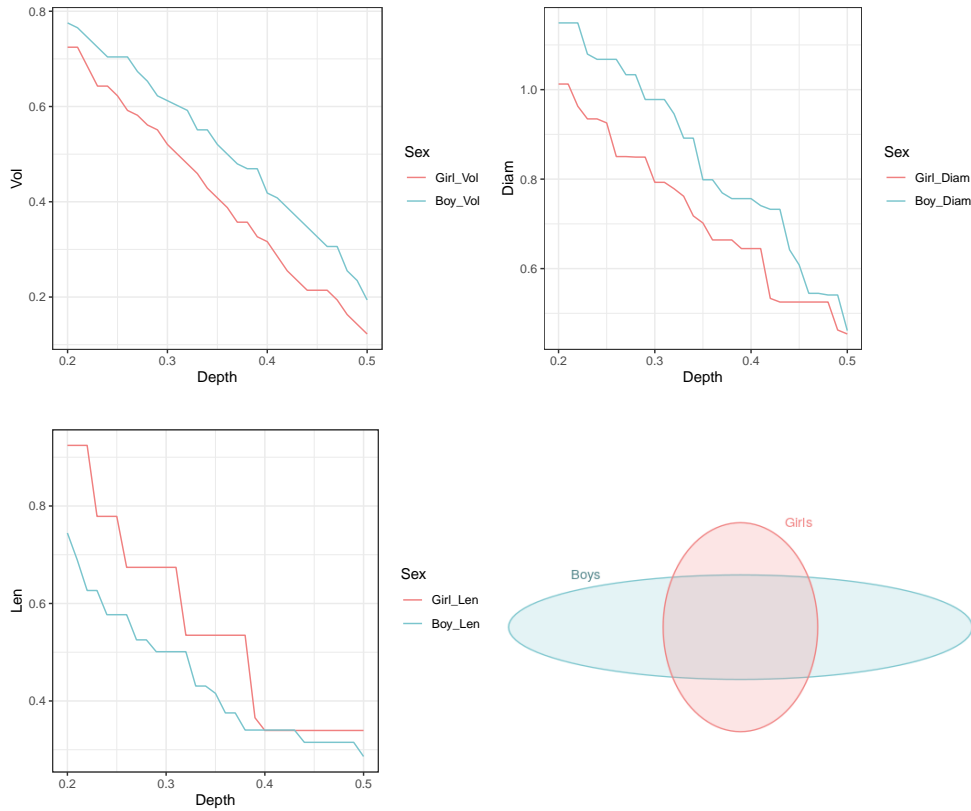 0.8
0.6
0.4
0.2
Vol
0.2
0.3
0.4
0.5
Depth
Sex
Girl_Vol
Boy_Vol
1.0
0.8
0.6
Diam
0.2
0.3
0.4
0.5
Depth
Sex
Girl_Diam
Boy_Diam
0.8
0.6
0.4
Len
0.2
0.3
0.4
0.5
Depth
Sex
Girl_Len
Boy_Len
Girls
Boys